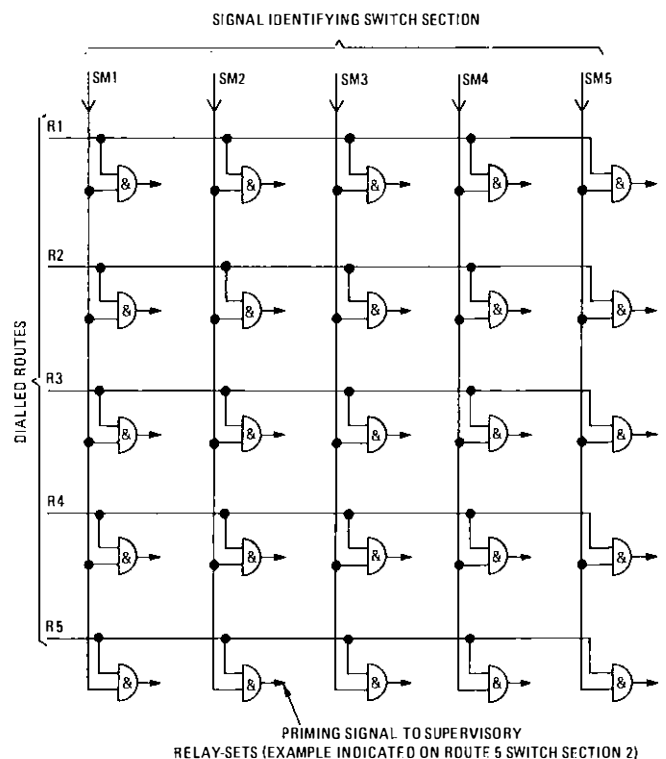 SIGNAL IDENTIFYING SWITCH SECTION
SM1 SM2 SM3 SM4 SM5
R1
& & & & &
R2
& & & & &
DIALLED ROUTES
R3
& & & & &
R4
& & & & &
R5
& & & & &
PRIMING SIGNAL TO SUPERVISORY
RELAY-SETS (EXAMPLE INDICATED ON ROUTE 5 SWITCH SECTION 2)